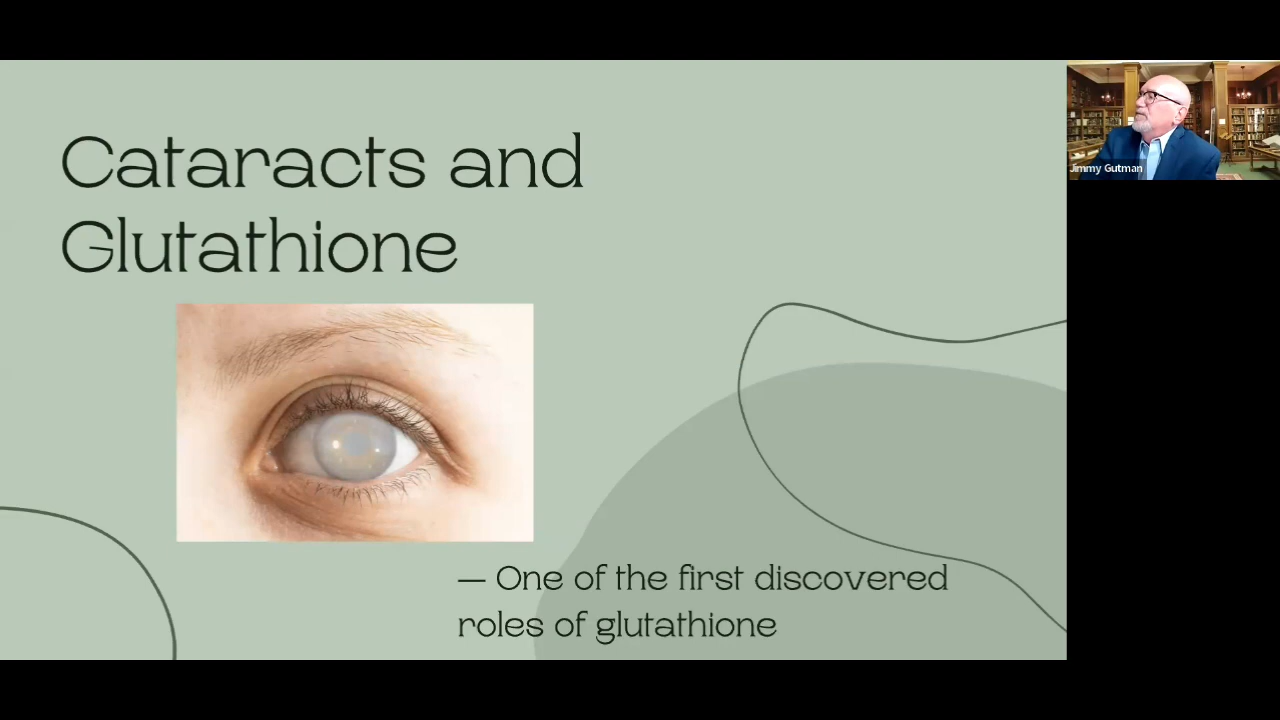 Cataracts and
Glutathione
Jimmy Gutman
— One of the first discovered
roles of glutathione